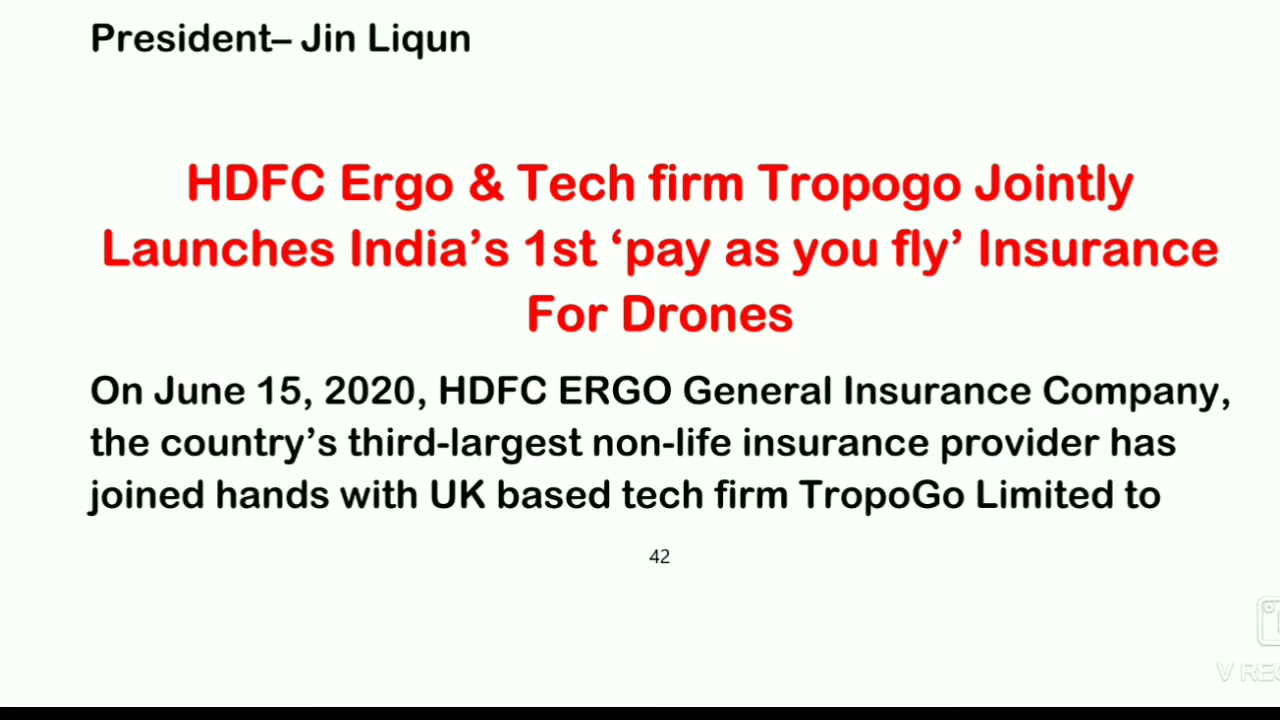 President– Jin Liqun
HDFC Ergo & Tech firm Tropogo Jointly
Launches India’s 1st ‘pay as you fly’ Insurance
For Drones
On June 15, 2020, HDFC ERGO General Insurance Company,
the country’s third-largest non-life insurance provider has
joined hands with UK based tech firm TropoGo Limited to
42
V REC